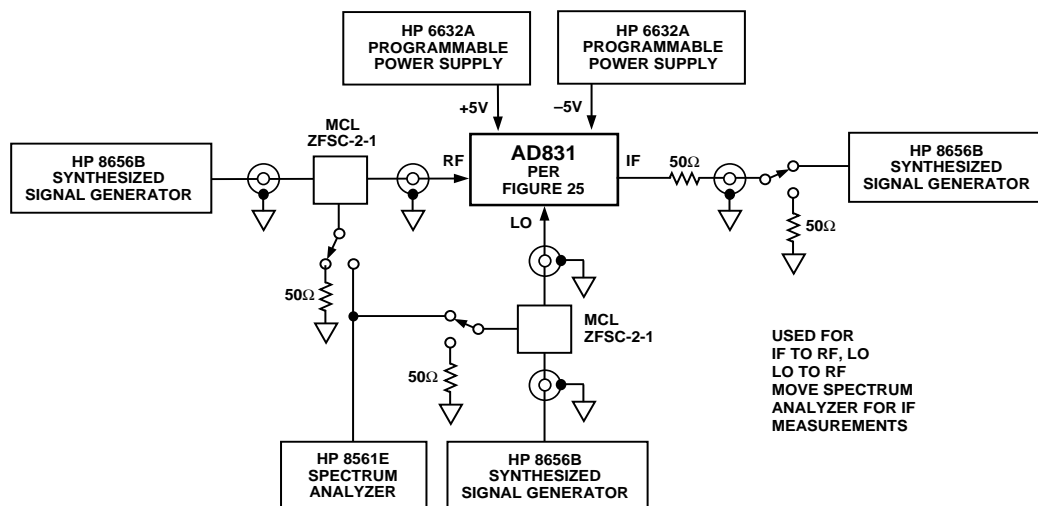 HP 6632A
PROGRAMMABLE
POWER SUPPLY
HP 6632A
PROGRAMMABLE
POWER SUPPLY
+5V
–5V
MCL
ZFSC-2-1
HP 8656B
SYNTHESIZED
SIGNAL GENERATOR
RF
AD831
PER
FIGURE 25
IF
50Ω
HP 8656B
SYNTHESIZED
SIGNAL GENERATOR
LO
50Ω
50Ω
MCL
ZFSC-2-1
50Ω
USED FOR
IF TO RF, LO
LO TO RF
MOVE SPECTRUM
ANALYZER FOR IF
MEASUREMENTS
HP 8561E
SPECTRUM
ANALYZER
HP 8656B
SYNTHESIZED
SIGNAL GENERATOR